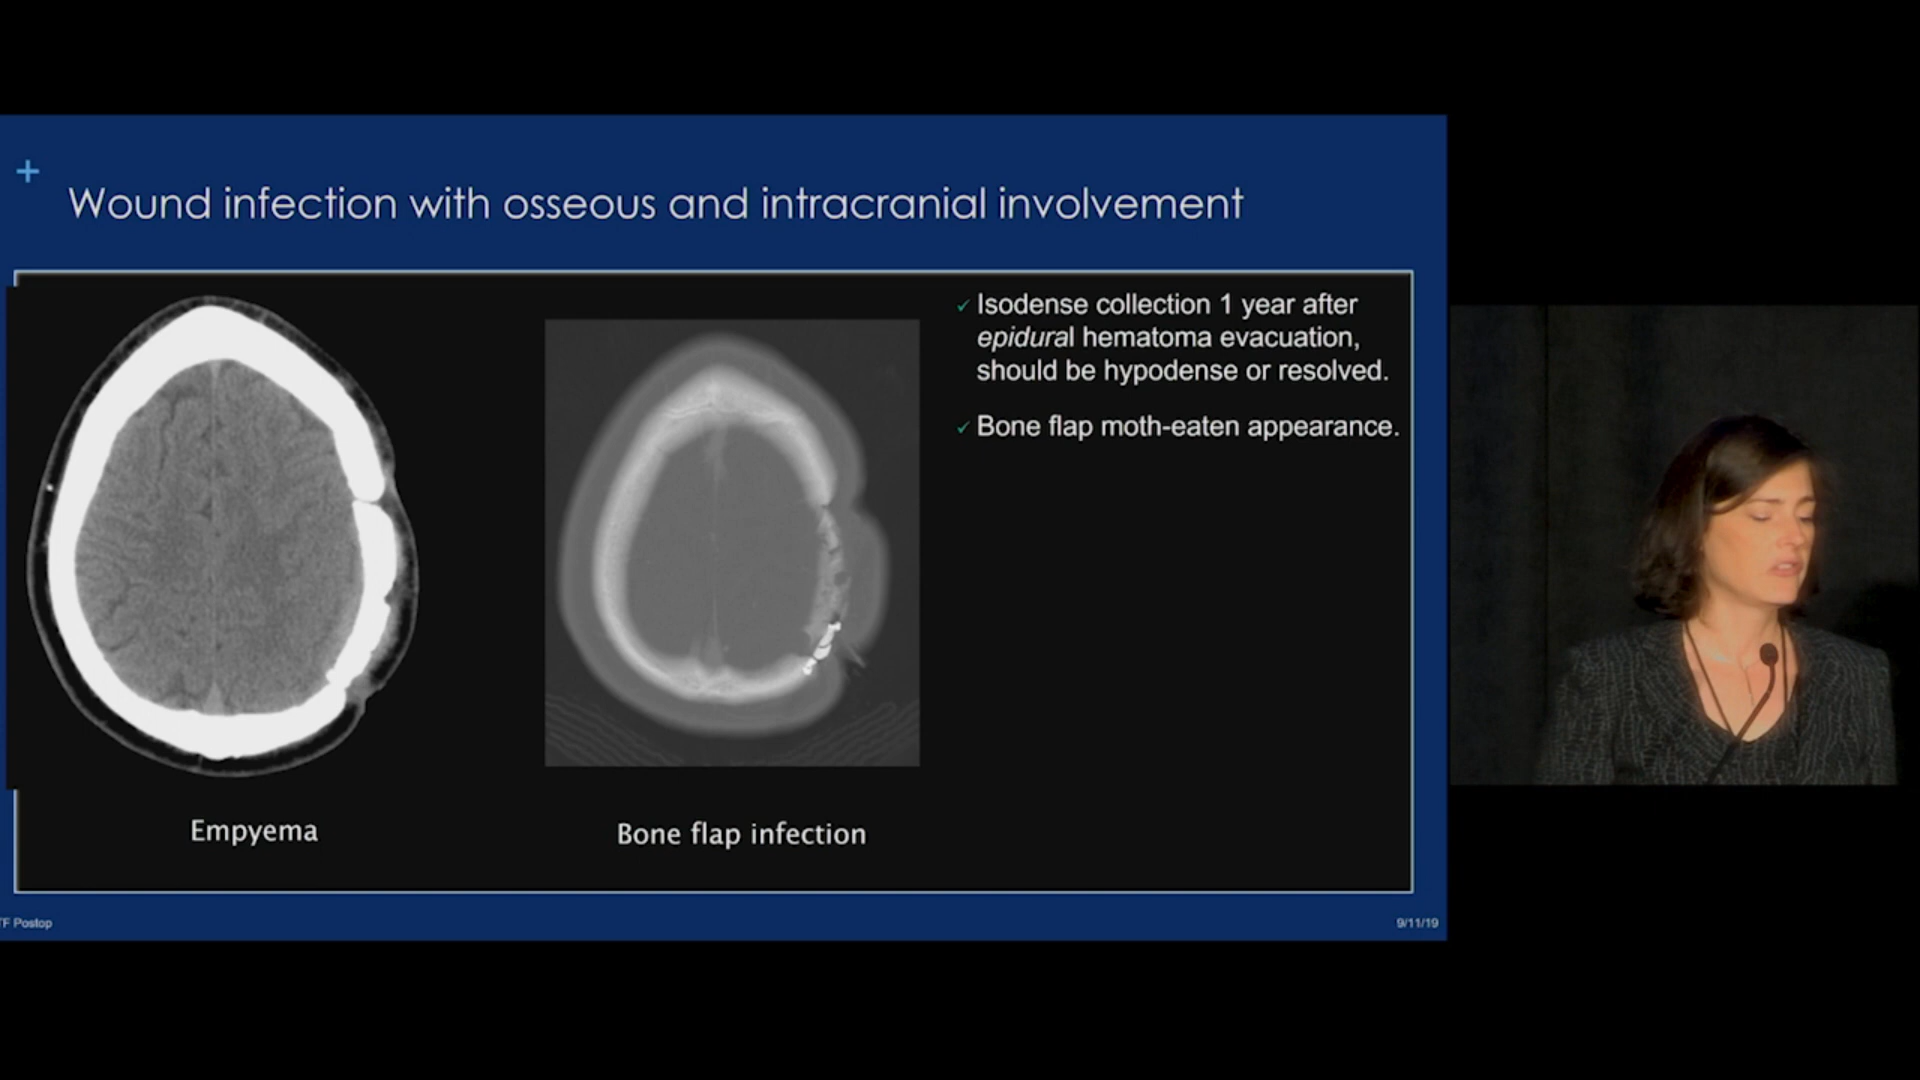 +
Wound infection with osseous and intracranial involvement
✓ Isodense collection 1 year after
epidural hematoma evacuation,
should be hypodense or resolved.
✓ Bone flap moth-eaten appearance.
Empyema
Bone flap infection
TF Postop
9/11/19